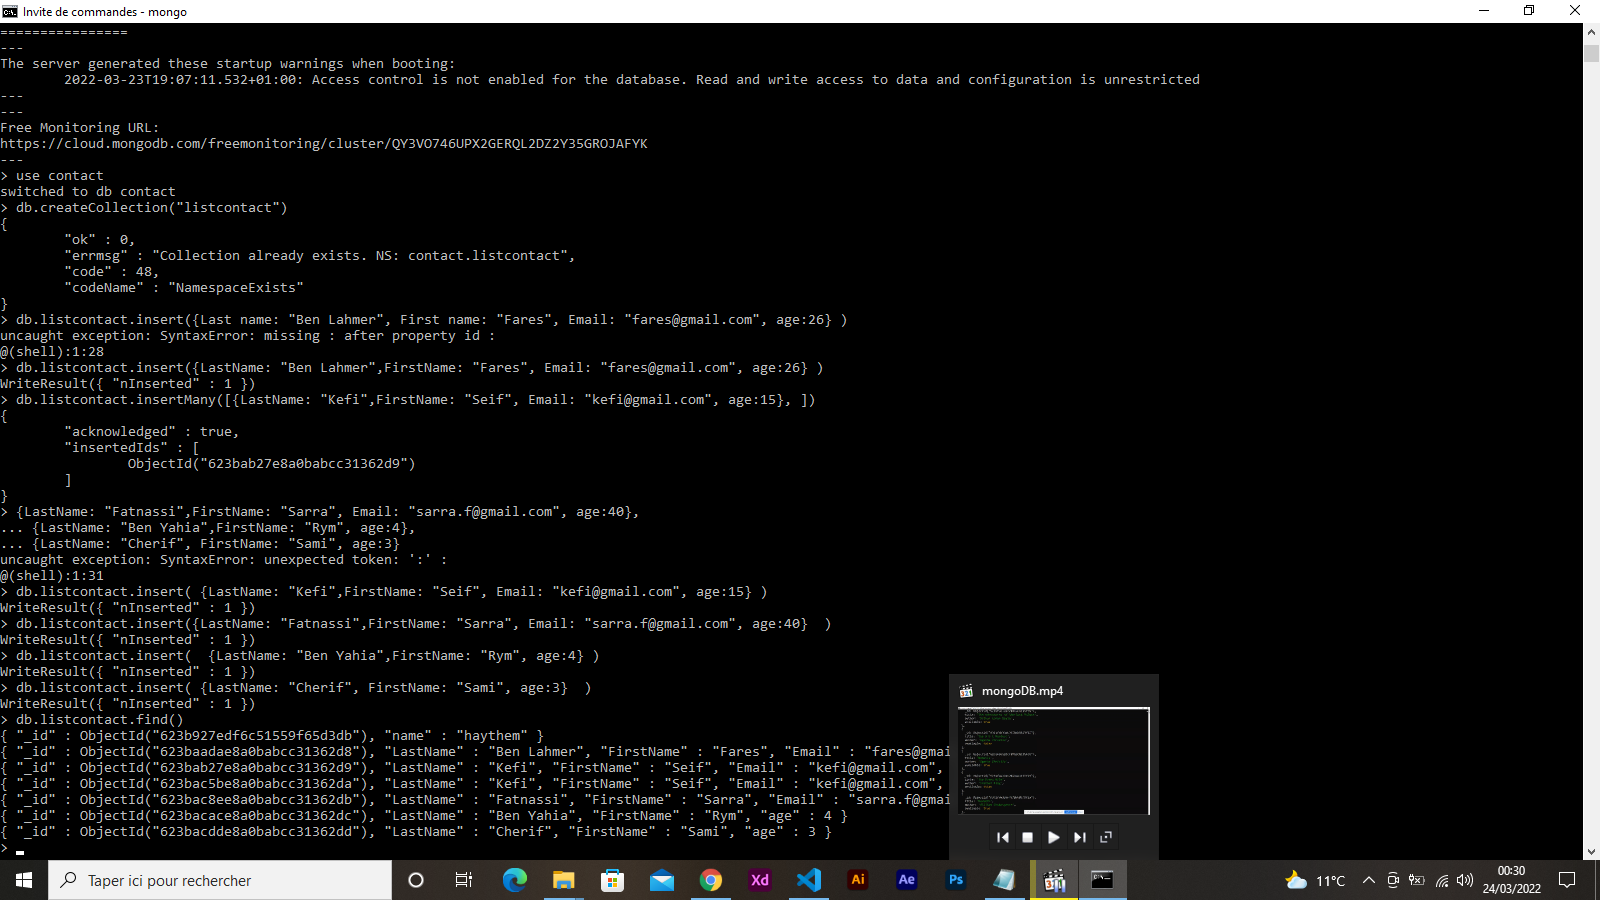 Invite de commandes - mongo
================
---
The server generated these startup warnings when booting:
        2022-03-23T19:07:11.532+01:00: Access control is not enabled for the database. Read and write access to data and configuration is unrestricted
---
---
Free Monitoring URL:
https://cloud.mongodb.com/freemonitoring/cluster/QY3VO746UPX2GERQL2DZ2Y35GROJAFYK
---
> use contact
switched to db contact
> db.createCollection("listcontact")
{
        "ok" : 0,
        "errmsg" : "Collection already exists. NS: contact.listcontact",
        "code" : 48,
        "codeName" : "NamespaceExists"
}
> db.listcontact.insert({Last name: "Ben Lahmer", First name: "Fares", Email: "fares@gmail.com", age:26} )
uncaught exception: SyntaxError: missing : after property id :
@(shell):1:28
> db.listcontact.insert({LastName: "Ben Lahmer",FirstName: "Fares", Email: "fares@gmail.com", age:26} )
WriteResult({ "nInserted" : 1 })
> db.listcontact.insertMany([{LastName: "Kefi",FirstName: "Seif", Email: "kefi@gmail.com", age:15}, ])
{
        "acknowledged" : true,
        "insertedIds" : [
                ObjectId("623bab27e8a0babcc31362d9")
        ]
}
> {LastName: "Fatnassi",FirstName: "Sarra", Email: "sarra.f@gmail.com", age:40},
... {LastName: "Ben Yahia",FirstName: "Rym", age:4},
... {LastName: "Cherif", FirstName: "Sami", age:3}
uncaught exception: SyntaxError: unexpected token: ':' :
@(shell):1:31
> db.listcontact.insert( {LastName: "Kefi",FirstName: "Seif", Email: "kefi@gmail.com", age:15} )
WriteResult({ "nInserted" : 1 })
> db.listcontact.insert({LastName: "Fatnassi",FirstName: "Sarra", Email: "sarra.f@gmail.com", age:40}  )
WriteResult({ "nInserted" : 1 })
> db.listcontact.insert(  {LastName: "Ben Yahia",FirstName: "Rym", age:4} )
WriteResult({ "nInserted" : 1 })
> db.listcontact.insert( {LastName: "Cherif", FirstName: "Sami", age:3}  )
WriteResult({ "nInserted" : 1 })
> db.listcontact.find()
{ "_id" : ObjectId("623b927edf6c51559f65d3db"), "name" : "haythem" }
{ "_id" : ObjectId("623baadae8a0babcc31362d8"), "LastName" : "Ben Lahmer", "FirstName" : "Fares", "Email" : "fares@gmai
{ "_id" : ObjectId("623bab27e8a0babcc31362d9"), "LastName" : "Kefi", "FirstName" : "Seif", "Email" : "kefi@gmail.com",
{ "_id" : ObjectId("623bac5be8a0babcc31362da"), "LastName" : "Kefi", "FirstName" : "Seif", "Email" : "kefi@gmail.com",
{ "_id" : ObjectId("623bac8ee8a0babcc31362db"), "LastName" : "Fatnassi", "FirstName" : "Sarra", "Email" : "sarra.f@gmai
{ "_id" : ObjectId("623bacace8a0babcc31362dc"), "LastName" : "Ben Yahia", "FirstName" : "Rym", "age" : 4 }
{ "_id" : ObjectId("623bacdde8a0babcc31362dd"), "LastName" : "Cherif", "FirstName" : "Sami", "age" : 3 }
>
mongoDB.mp4
Taper ici pour rechercher
Xd
Ai
Ae
Ps
11°C
00:30
24/03/2022